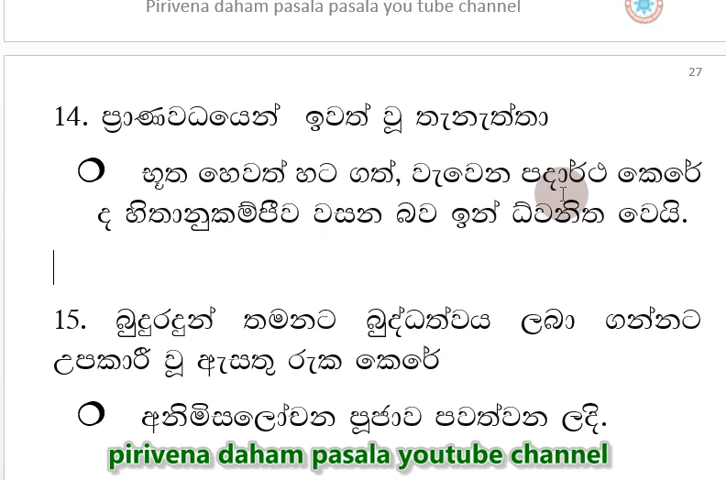 Pirivena daham pasala pasala you tube channel
27
14. ප්‍රාණවධයෙන් ඉවත් වූ තැනැත්තා
භූත හෙවත් හට ගත්, වැවෙන පදාර්ථ කෙරේ
ද හිතානුකම්පීව වසන බව ඉන් ධ්වනිත වෙයි.
15. බුදුරදුන් තමනට බුද්ධත්වය ලබා ගන්නට
උපකාරී වූ ඇසතු රුක කෙරේ
අනිමිසලෝචන පූජාව පවත්වන ලදි.
pirivena daham pasala youtube channel